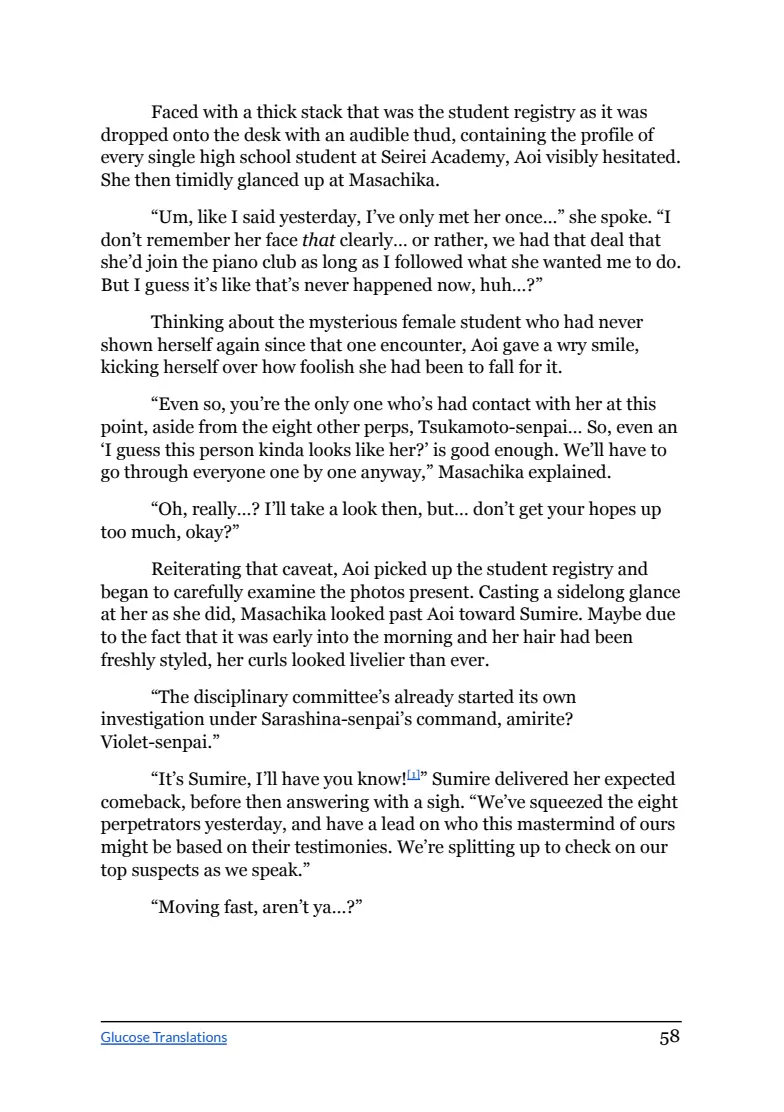 Faced with a thick stack that was the student registry as it was
dropped onto the desk with an audible thud, containing the profile of
every single high school student at Seirei Academy, Aoi visibly hesitated.
She then timidly glanced up at Masachika.
“Um, like I said yesterday, I’ve only met her once…” she spoke. “I
don’t remember her face that clearly… or rather, we had that deal that
she’d join the piano club as long as I followed what she wanted me to do.
But I guess it’s like that’s never happened now, huh…?”
Thinking about the mysterious female student who had never
shown herself again since that one encounter, Aoi gave a wry smile,
kicking herself over how foolish she had been to fall for it.
“Even so, you’re the only one who’s had contact with her at this
point, aside from the eight other perps, Tsukamoto-senpai… So, even an
‘I guess this person kinda looks like her?’ is good enough. We’ll have to
go through everyone one by one anyway,” Masachika explained.
“Oh, really…? I’ll take a look then, but… don’t get your hopes up
too much, okay?”
Reiterating that caveat, Aoi picked up the student registry and
began to carefully examine the photos present. Casting a sidelong glance
at her as she did, Masachika looked past Aoi toward Sumire. Maybe due
to the fact that it was early into the morning and her hair had been
freshly styled, her curls looked livelier than ever.
“The disciplinary committee’s already started its own
investigation under Sarashina-senpai’s command, amirite?
Violet-senpai.”
“It’s Sumire, I’ll have you know![1]” Sumire delivered her expected
comeback, before then answering with a sigh. “We’ve squeezed the eight
perpetrators yesterday, and have a lead on who this mastermind of ours
might be based on their testimonies. We’re splitting up to check on our
top suspects as we speak.”
“Moving fast, aren’t ya…?”
Glucose Translations 58